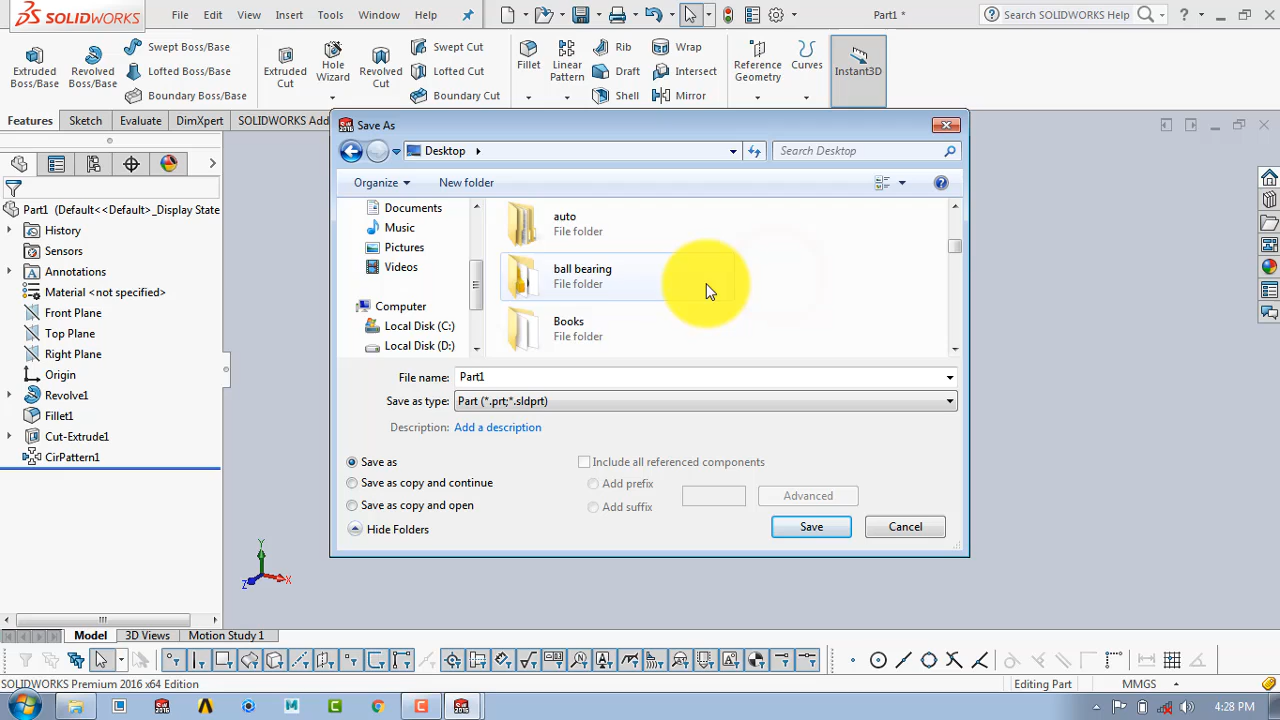 SOLIDWORKS
File
Edit
View
Insert
Tools
Window
Help
Part1 *
Search SOLIDWORKS Help
Extruded Boss/Base
Revolved Boss/Base
Swept Boss/Base
Lofted Boss/Base
Boundary Boss/Base
Extruded Cut
Hole Wizard
Revolved Cut
Swept Cut
Lofted Cut
Boundary Cut
Fillet
Linear Pattern
Rib
Draft
Shell
Wrap
Intersect
Mirror
Reference Geometry
Curves
Instant3D
Features
Sketch
Evaluate
DimXpert
SOLIDWORKS Add
Part1 (Default<<Default>_Display State
History
Sensors
Annotations
Material <not specified>
Front Plane
Top Plane
Right Plane
Origin
Revolve1
Fillet1
Cut-Extrude1
CirPattern1
Save As
Desktop
Search Desktop
Organize
New folder
Documents
Music
Pictures
Videos
Computer
Local Disk (C:)
Local Disk (D:)
auto
File folder
ball bearing
File folder
Books
File folder
File name: Part1
Save as type: Part (*.prt;*.sldprt)
Description: Add a description
Save as
Save as copy and continue
Save as copy and open
Include all referenced components
Add prefix
Add suffix
Advanced
Hide Folders
Save
Cancel
Y
X
Z
Model
3D Views
Motion Study 1
SOLIDWORKS Premium 2016 x64 Edition
Editing Part
MMGS
4:28 PM